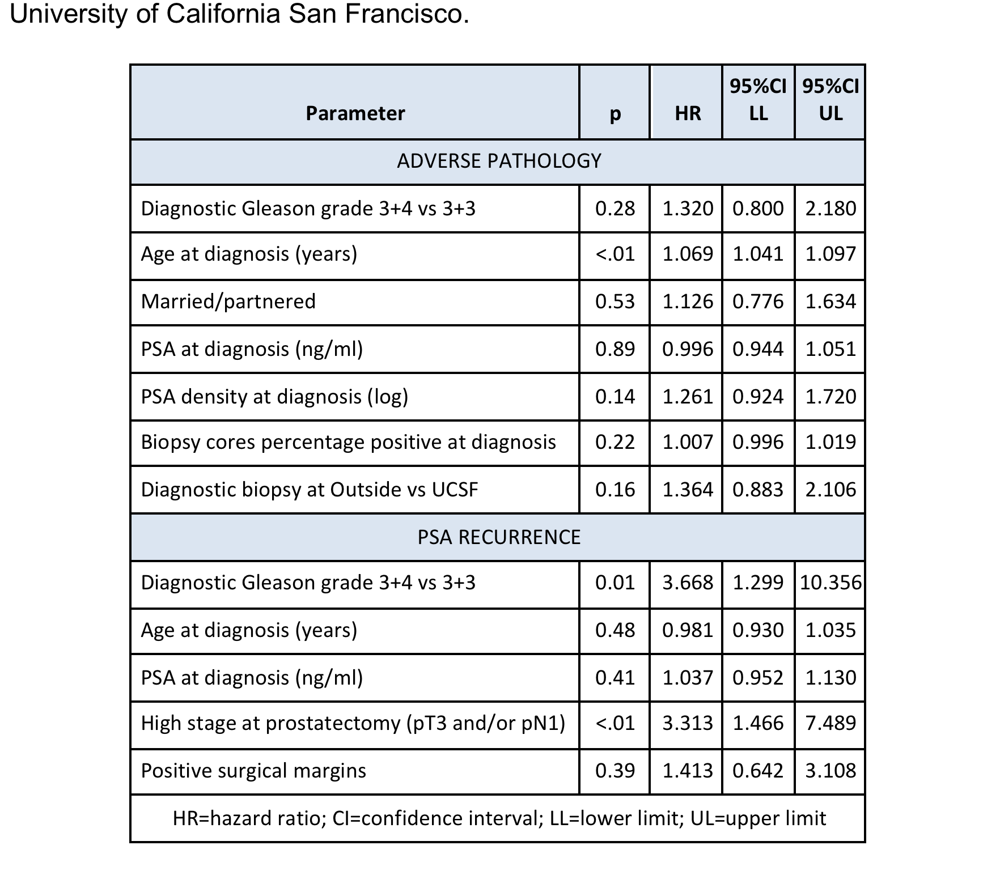 University of California San Francisco.
Parameter p HR 95%CI LL 95%CI UL
ADVERSE PATHOLOGY
Diagnostic Gleason grade 3+4 vs 3+3 0.28 1.320 0.800 2.180
Age at diagnosis (years) <.01 1.069 1.041 1.097
Married/partnered 0.53 1.126 0.776 1.634
PSA at diagnosis (ng/ml) 0.89 0.996 0.944 1.051
PSA density at diagnosis (log) 0.14 1.261 0.924 1.720
Biopsy cores percentage positive at diagnosis 0.22 1.007 0.996 1.019
Diagnostic biopsy at Outside vs UCSF 0.16 1.364 0.883 2.106
PSA RECURRENCE
Diagnostic Gleason grade 3+4 vs 3+3 0.01 3.668 1.299 10.356
Age at diagnosis (years) 0.48 0.981 0.930 1.035
PSA at diagnosis (ng/ml) 0.41 1.037 0.952 1.130
High stage at prostatectomy (pT3 and/or pN1) <.01 3.313 1.466 7.489
Positive surgical margins 0.39 1.413 0.642 3.108
HR=hazard ratio; CI=confidence interval; LL=lower limit; UL=upper limit